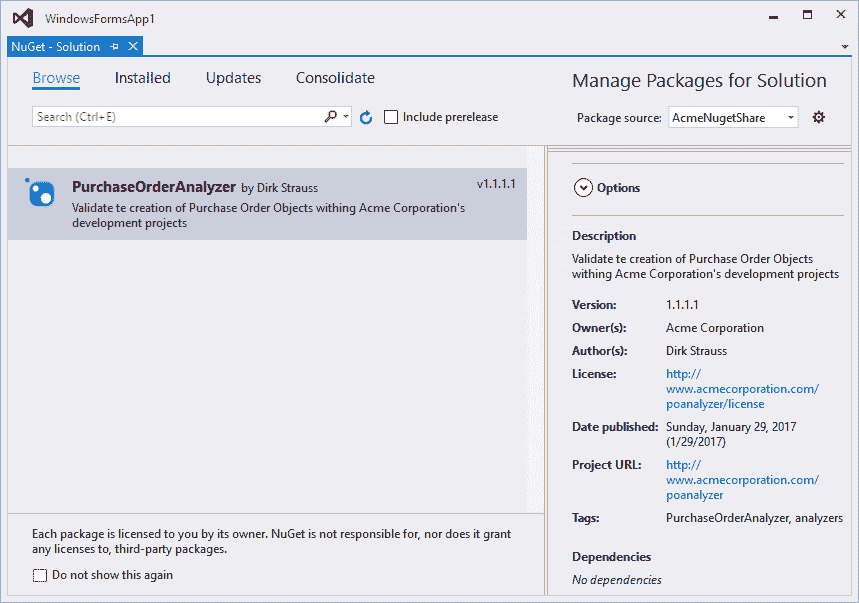 WindowsFormsApp1
NuGet - Solution
Browse Installed Updates Consolidate
Search (Ctrl+E)
Include prerelease
Manage Packages for Solution
Package source: AcmeNugetShare
PurchaseOrderAnalyzer by Dirk Strauss
v1.1.1.1
Validate te creation of Purchase Order Objects withing Acme Corporation's
development projects
Each package is licensed to you by its owner. NuGet is not responsible for, nor does it grant
any licenses to, third-party packages.
Do not show this again
Options
Description
Validate te creation of Purchase Order Objects
withing Acme Corporation's development projects
Version: 1.1.1.1
Owner(s): Acme Corporation
Author(s): Dirk Strauss
License: http://
www.acmecorporation.com/
poanalyzer/license
Date published: Sunday, January 29, 2017
(1/29/2017)
Project URL: http://
www.acmecorporation.com/
poanalyzer
Tags: PurchaseOrderAnalyzer, analyzers
Dependencies
No dependencies